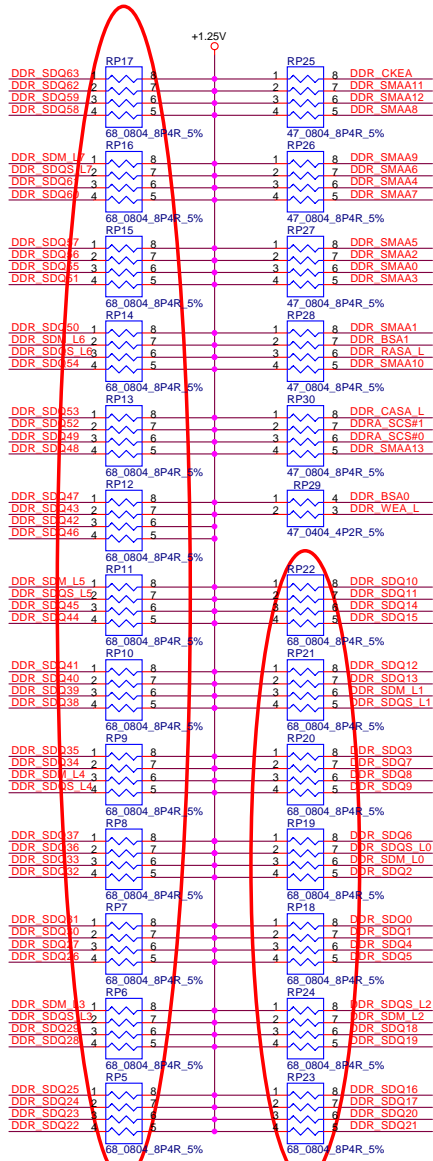 +1.25V
RP17 RP25
DDR_SDQ63 1 8 1 8 DDR_CKEA
DDR_SDQ62 2 7 2 7 DDR_SMAA11
DDR_SDQ59 3 6 3 6 DDR_SMAA12
DDR_SDQ58 4 5 4 5 DDR_SMAA8
68_0804_8P4R_5% 47_0804_8P4R_5%
RP16 RP26
DDR_SDM_L7 1 8 1 8 DDR_SMAA9
DDR_SDQS_L7 2 7 2 7 DDR_SMAA6
DDR_SDQ61 3 6 3 6 DDR_SMAA4
DDR_SDQ60 4 5 4 5 DDR_SMAA7
68_0804_8P4R_5% 47_0804_8P4R_5%
RP15 RP27
DDR_SDQ57 1 8 1 8 DDR_SMAA5
DDR_SDQ56 2 7 2 7 DDR_SMAA2
DDR_SDQ55 3 6 3 6 DDR_SMAA0
DDR_SDQ51 4 5 4 5 DDR_SMAA3
68_0804_8P4R_5% 47_0804_8P4R_5%
RP14 RP28
DDR_SDQ50 1 8 1 8 DDR_SMAA1
DDR_SDM_L6 2 7 2 7 DDR_BSA1
DDR_SDQS_L6 3 6 3 6 DDR_RASA_L
DDR_SDQ54 4 5 4 5 DDR_SMAA10
68_0804_8P4R_5% 47_0804_8P4R_5%
RP13 RP30
DDR_SDQ53 1 8 1 8 DDR_CASA_L
DDR_SDQ52 2 7 2 7 DDRA_SCS#1
DDR_SDQ49 3 6 3 6 DDRA_SCS#0
DDR_SDQ48 4 5 4 5 DDR_SMAA13
68_0804_8P4R_5% 47_0804_8P4R_5%
RP12 RP29
DDR_SDQ47 1 8 1 4 DDR_BSA0
DDR_SDQ43 2 7 2 3 DDR_WEA_L
DDR_SDQ42 3 6
DDR_SDQ46 4 5
68_0804_8P4R_5% 47_0404_4P2R_5%
RP11 RP22
DDR_SDM_L5 1 8 1 8 DDR_SDQ10
DDR_SDQS_L5 2 7 2 7 DDR_SDQ11
DDR_SDQ45 3 6 3 6 DDR_SDQ14
DDR_SDQ44 4 5 4 5 DDR_SDQ15
68_0804_8P4R_5% 68_0804_8P4R_5%
RP10 RP21
DDR_SDQ41 1 8 1 8 DDR_SDQ12
DDR_SDQ40 2 7 2 7 DDR_SDQ13
DDR_SDQ39 3 6 3 6 DDR_SDM_L1
DDR_SDQ38 4 5 4 5 DDR_SDQS_L1
68_0804_8P4R_5% 68_0804_8P4R_5%
RP9 RP20
DDR_SDQ35 1 8 1 8 DDR_SDQ3
DDR_SDQ34 2 7 2 7 DDR_SDQ7
DDR_SDM_L4 3 6 3 6 DDR_SDQ8
DDR_SDQS_L4 4 5 4 5 DDR_SDQ9
68_0804_8P4R_5% 68_0804_8P4R_5%
RP8 RP19
DDR_SDQ37 1 8 1 8 DDR_SDQ6
DDR_SDQ36 2 7 2 7 DDR_SDQS_L0
DDR_SDQ33 3 6 3 6 DDR_SDM_L0
DDR_SDQ32 4 5 4 5 DDR_SDQ2
68_0804_8P4R_5% 68_0804_8P4R_5%
RP7 RP18
DDR_SDQ31 1 8 1 8 DDR_SDQ0
DDR_SDQ30 2 7 2 7 DDR_SDQ1
DDR_SDQ27 3 6 3 6 DDR_SDQ4
DDR_SDQ26 4 5 4 5 DDR_SDQ5
68_0804_8P4R_5% 68_0804_8P4R_5%
RP6 RP24
DDR_SDM_L3 1 8 1 8 DDR_SDQS_L2
DDR_SDQS_L3 2 7 2 7 DDR_SDM_L2
DDR_SDQ29 3 6 3 6 DDR_SDQ18
DDR_SDQ28 4 5 4 5 DDR_SDQ19
68_0804_8P4R_5% 68_0804_8P4R_5%
RP5 RP23
DDR_SDQ25 1 8 1 8 DDR_SDQ16
DDR_SDQ24 2 7 2 7 DDR_SDQ17
DDR_SDQ23 3 6 3 6 DDR_SDQ20
DDR_SDQ22 4 5 4 5 DDR_SDQ21
68_0804_8P4R_5% 68_0804_8P4R_5%